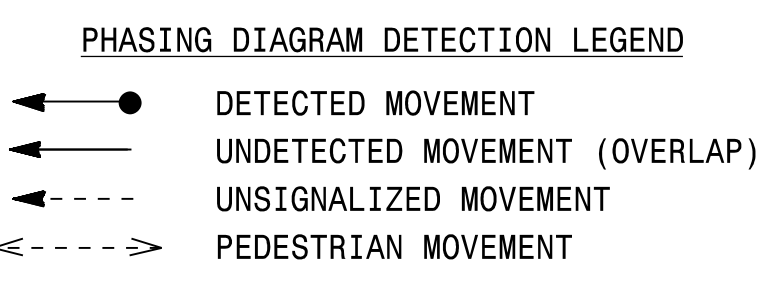 PHASING DIAGRAM DETECTION LEGEND
DETECTED MOVEMENT
UNDETECTED MOVEMENT (OVERLAP)
UNSIGNALIZED MOVEMENT
PEDESTRIAN MOVEMENT